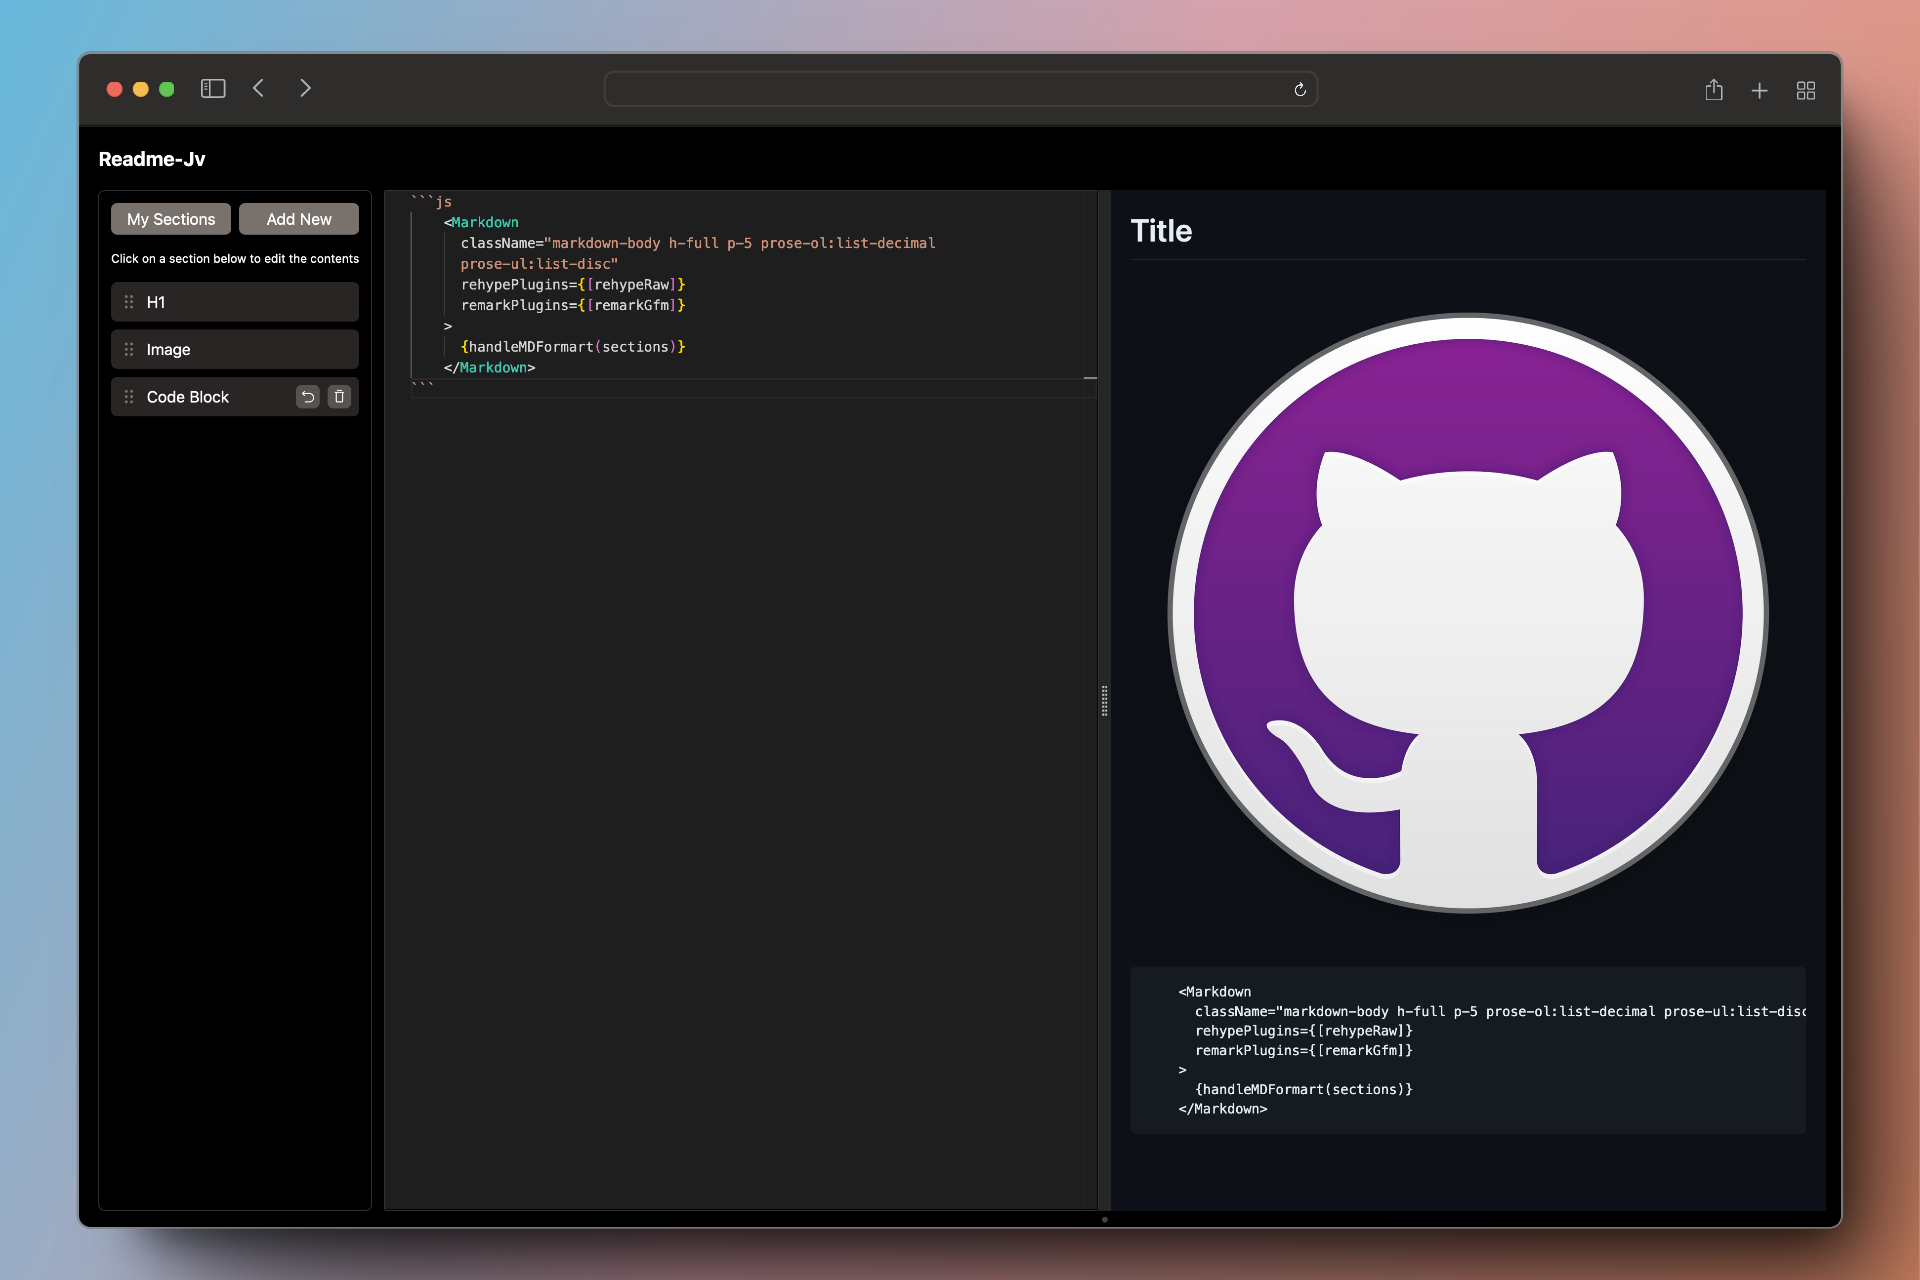 Readme-Jv
My Sections
Add New
Click on a section below to edit the contents
H1
Image
Code Block
```js
<Markdown
className="markdown-body h-full p-5 prose-ol:list-decimal
prose-ul:list-disc"
rehypePlugins={[rehypeRaw]}
remarkPlugins={[remarkGfm]}
>
{handleMDFormart(sections)}
</Markdown>
```
Title
<Markdown
className="markdown-body h-full p-5 prose-ol:list-decimal prose-ul:list-disc
rehypePlugins={[rehypeRaw]}
remarkPlugins={[remarkGfm]}
>
{handleMDFormart(sections)}
</Markdown>